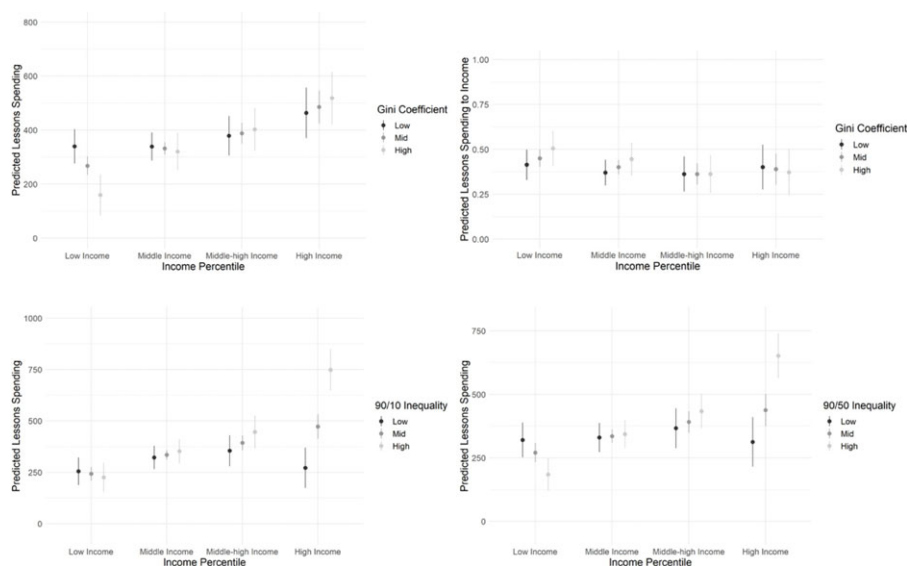 800
600
400
200
0
Predicted Lessons Spending
Low Income Middle Income Middle-high Income High Income
Income Percentile
Gini Coefficient
Low
Mid
High
1.00
0.75
0.50
0.25
0.00
Predicted Lessons Spending to Income
Low Income Middle Income Middle-high Income High Income
Income Percentile
Gini Coefficient
Low
Mid
High
1000
750
500
250
0
Predicted Lessons Spending
Low Income Middle Income Middle-high Income High Income
Income Percentile
90/10 Inequality
Low
Mid
High
750
500
250
0
Predicted Lessons Spending
Low Income Middle Income Middle-high Income High Income
Income Percentile
90/50 Inequality
Low
Mid
High